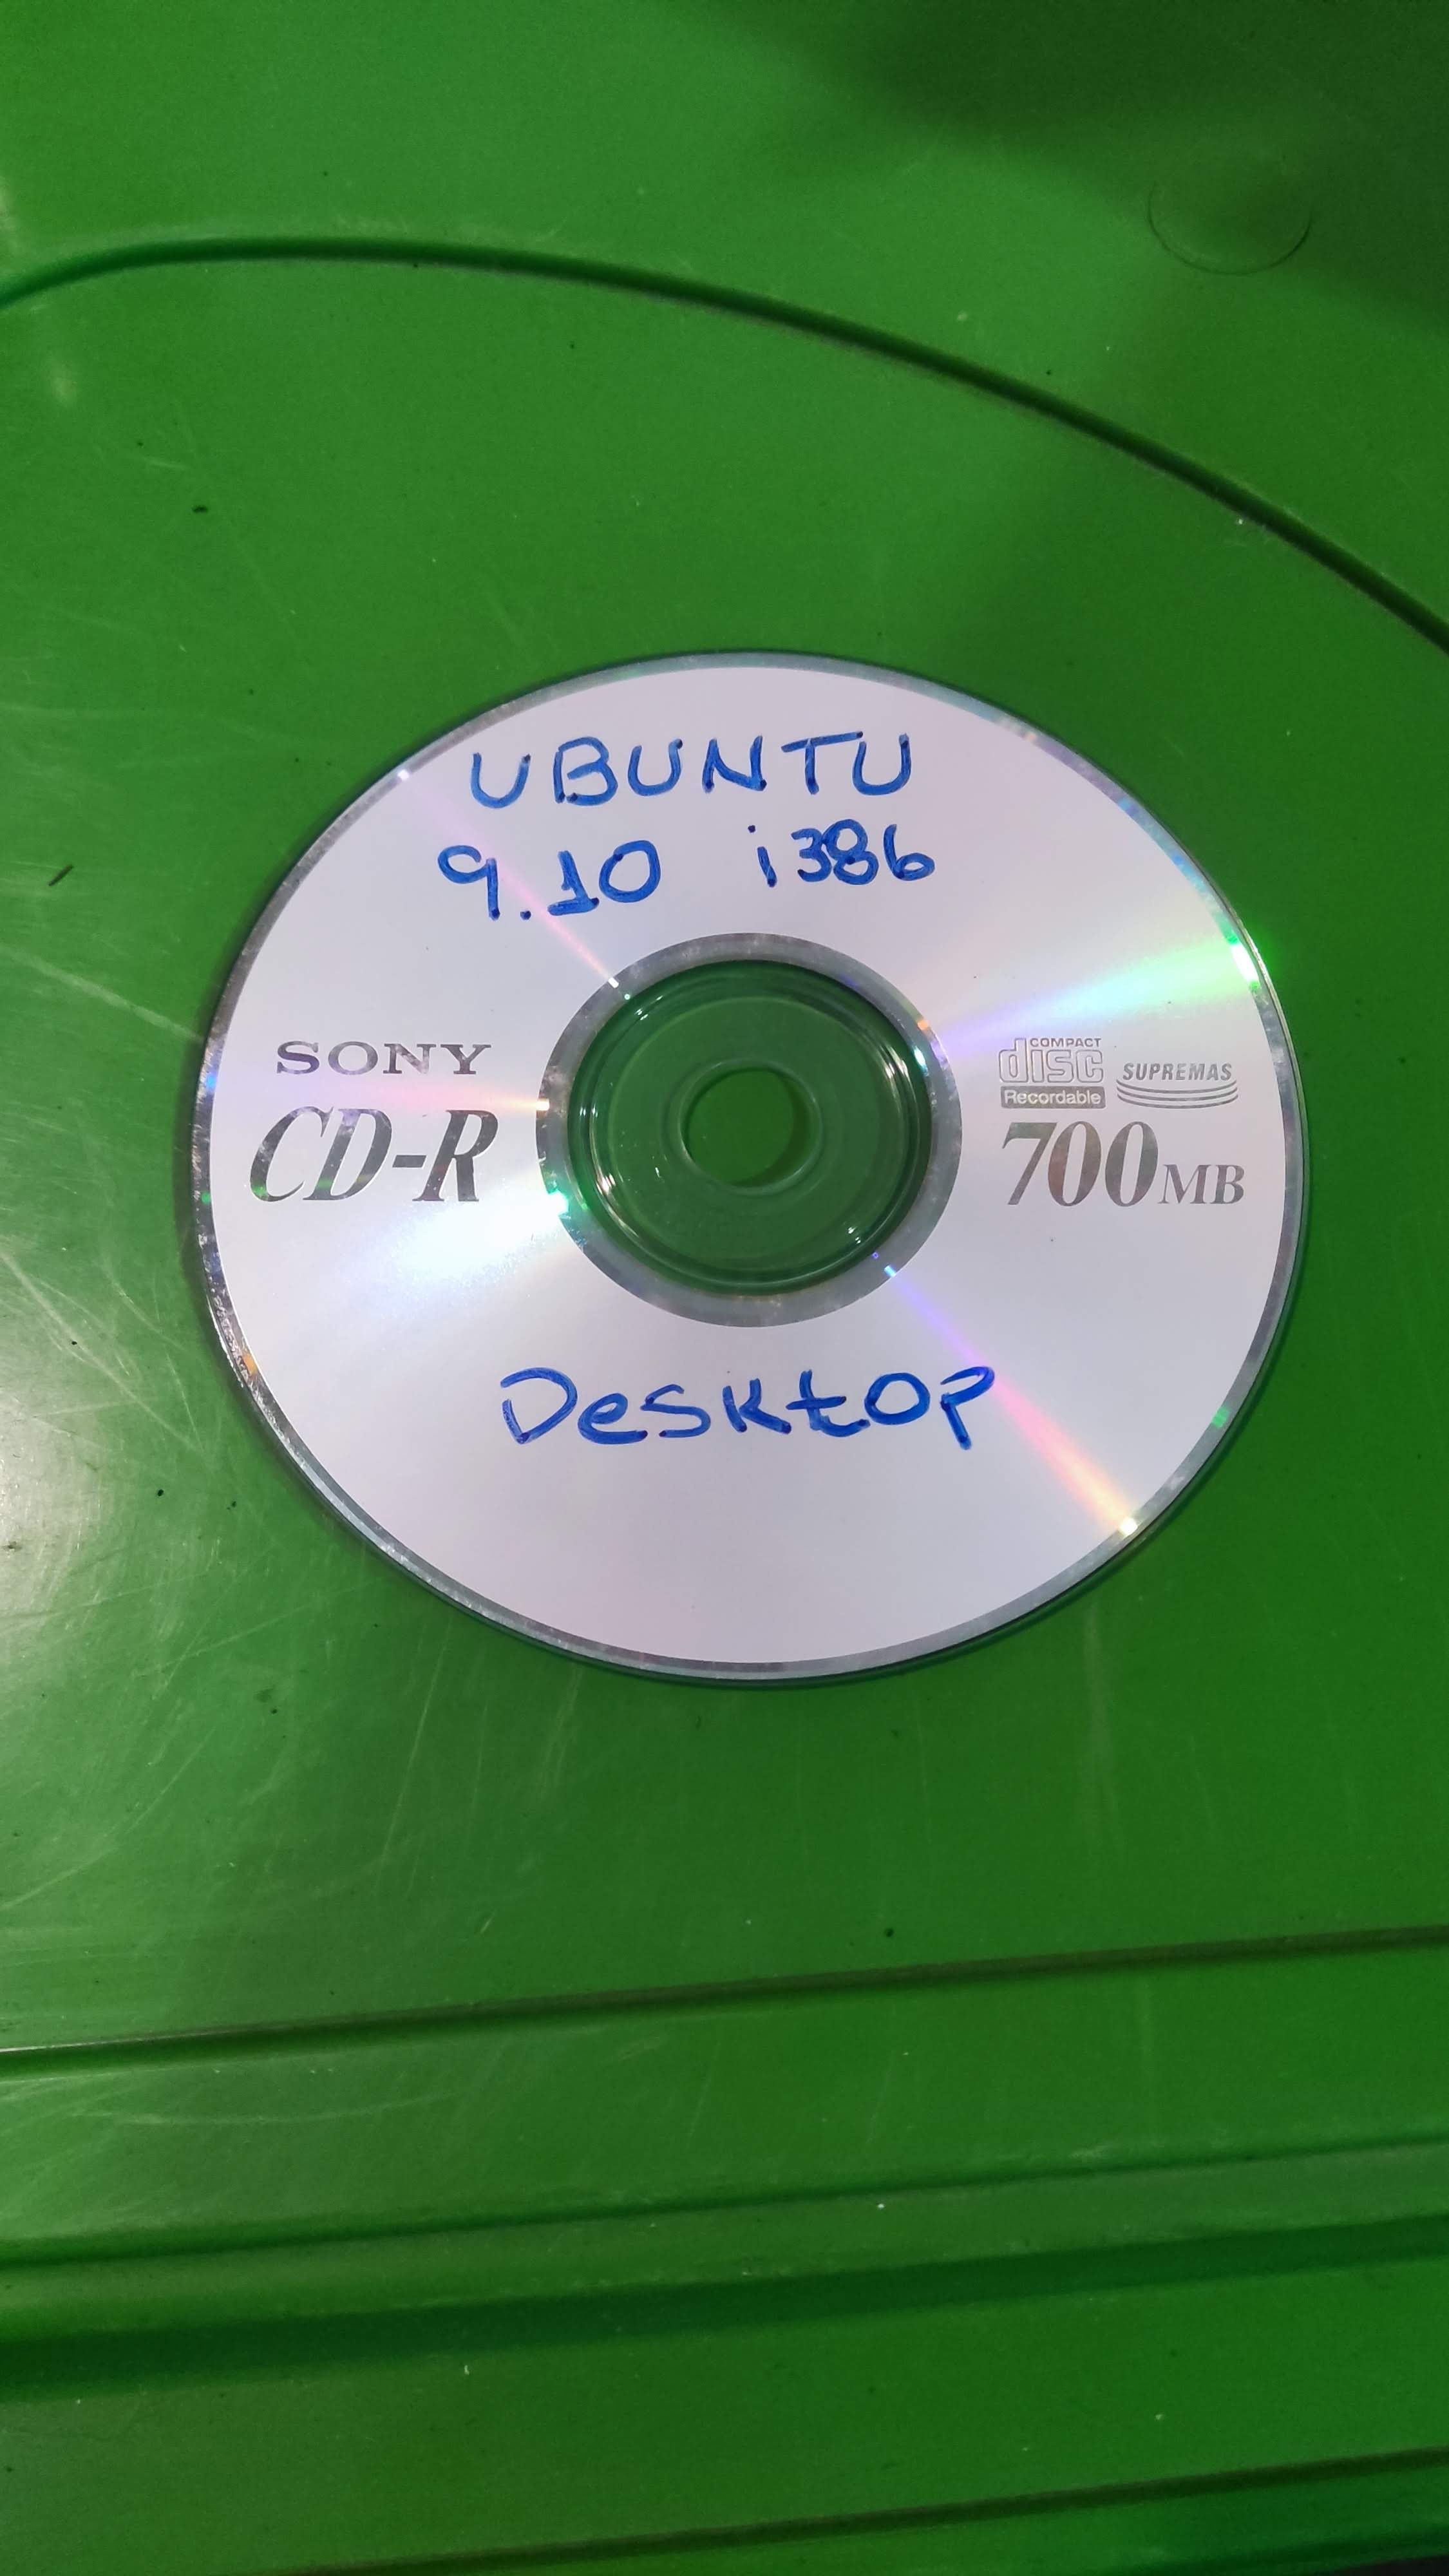 UBUNTU
9.10 i386
SONY
CD-R
COMPACT
disc
Recordable
SUPREMAS
700MB
Desktop